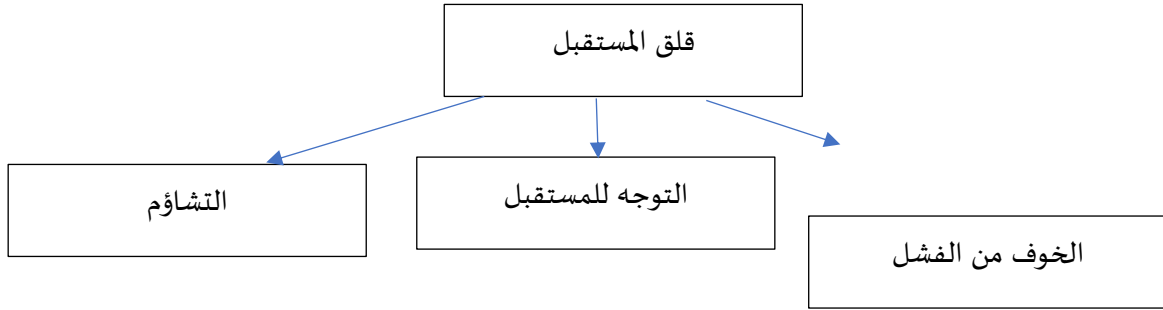 قلق المستقبل
التوجه للمستقبل
التشاؤم
الخوف من الفشل